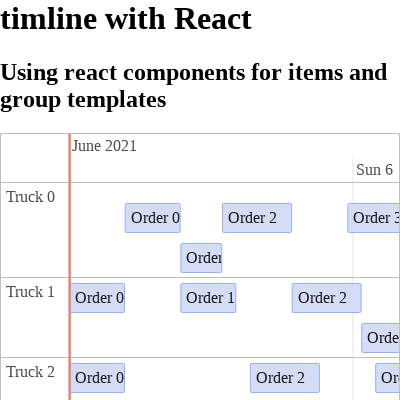 timline with React
Using react components for items and
group templates
June 2021
Sun 6
Truck 0
Order 0
Order 2
Order 3
Order
Truck 1
Order 0
Order 1
Order 2
Orde
Truck 2
Order 0
Order 2
Or